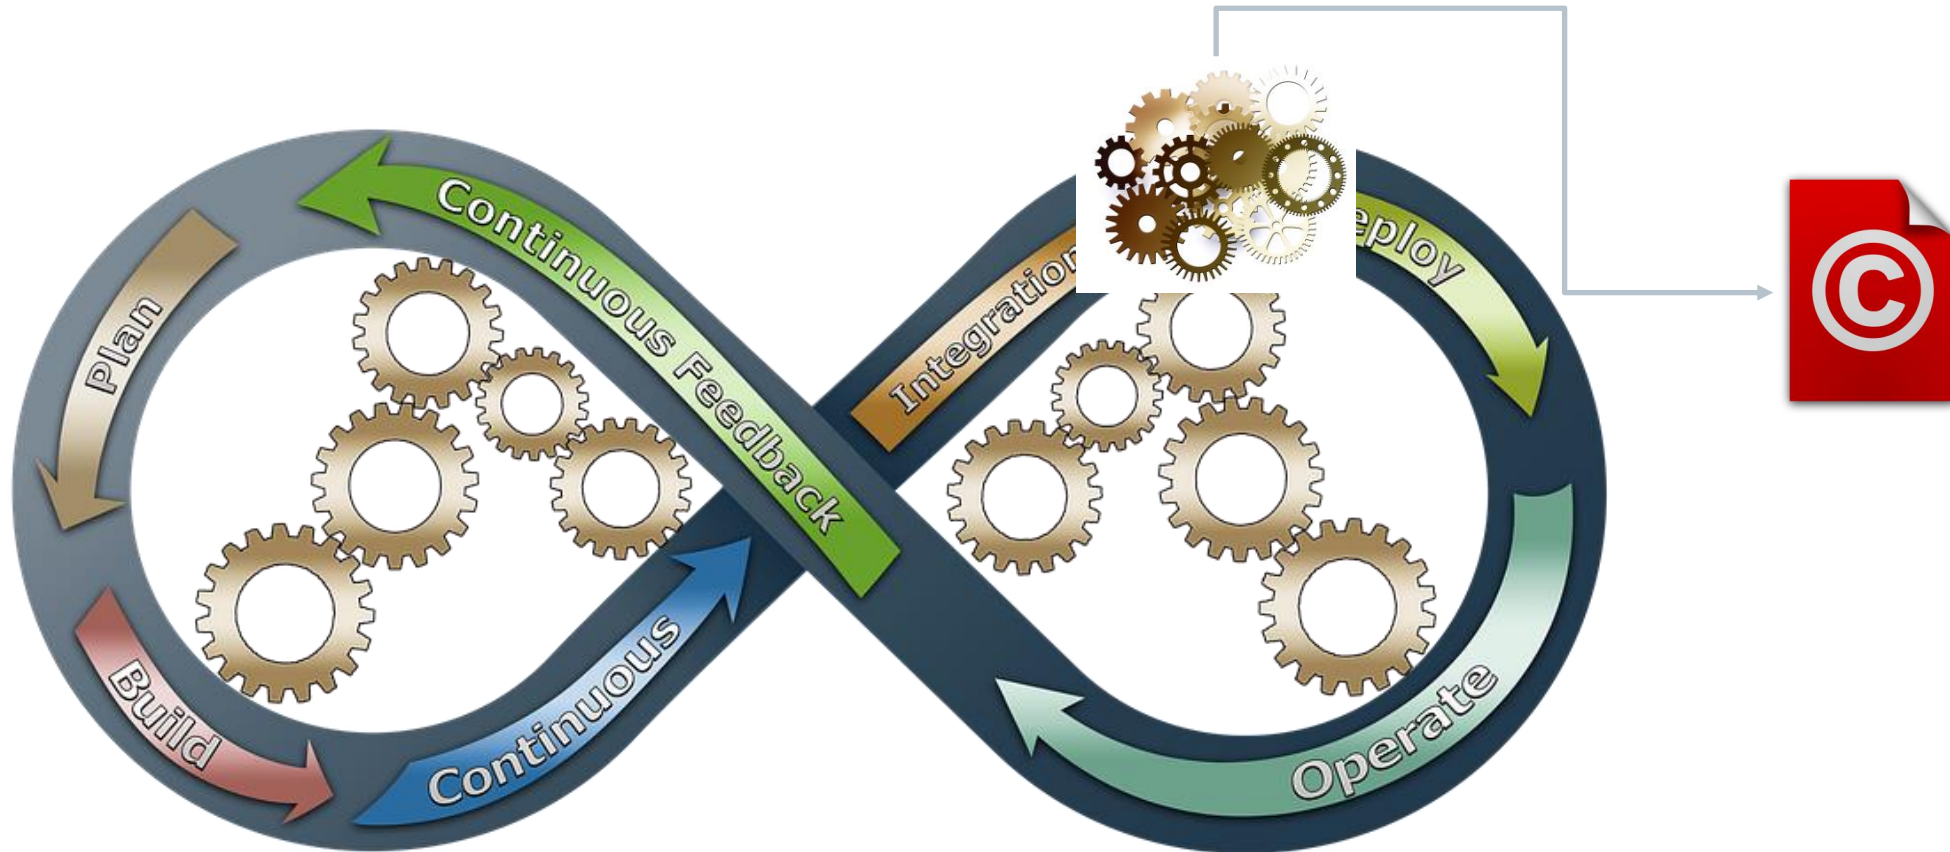 Continuous Feedback
Plan
Build
Continuous
Integration
eploy
Operate
©